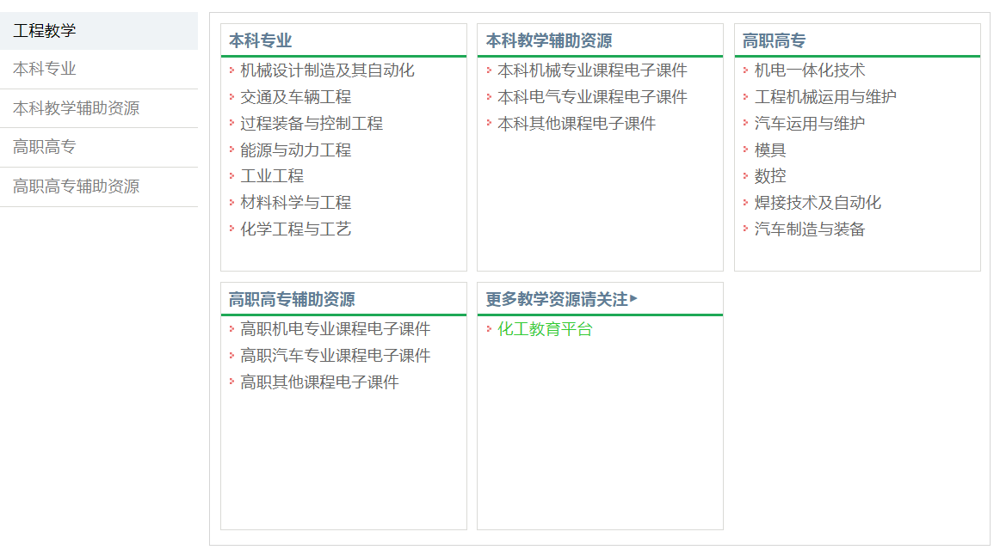 工程教学
本科专业
本科教学辅助资源
高职高专
高职高专辅助资源
本科专业
机械设计制造及其自动化
交通及车辆工程
过程装备与控制工程
能源与动力工程
工业工程
材料科学与工程
化学工程与工艺
本科教学辅助资源
本科机械专业课程电子课件
本科电气专业课程电子课件
本科其他课程电子课件
高职高专
机电一体化技术
工程机械运用与维护
汽车运用与维护
模具
数控
焊接技术及自动化
汽车制造与装备
高职高专辅助资源
高职机电专业课程电子课件
高职汽车专业课程电子课件
高职其他课程电子课件
更多教学资源请关注▸
化工教育平台